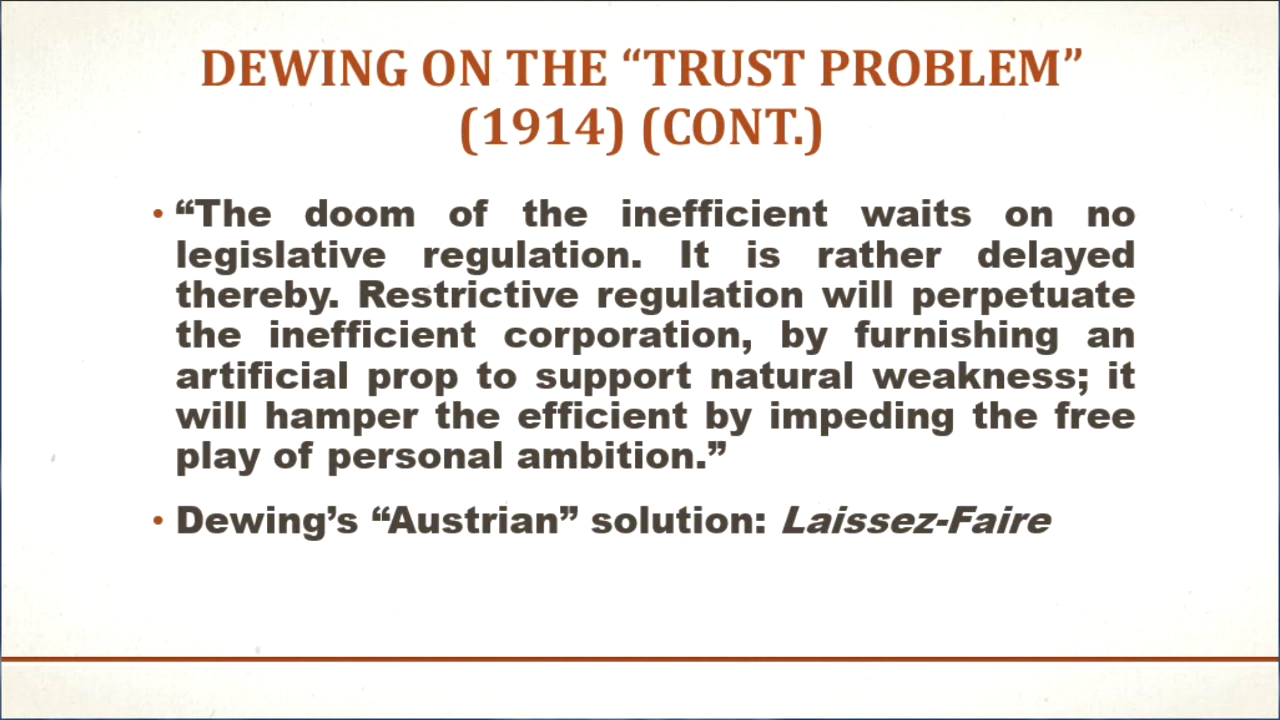 DEWING ON THE “TRUST PROBLEM”
(1914) (CONT.)
• “The doom of the inefficient waits on no
legislative regulation. It is rather delayed
thereby. Restrictive regulation will perpetuate
the inefficient corporation, by furnishing an
artificial prop to support natural weakness; it
will hamper the efficient by impeding the free
play of personal ambition.”
• Dewing’s “Austrian” solution: Laissez-Faire